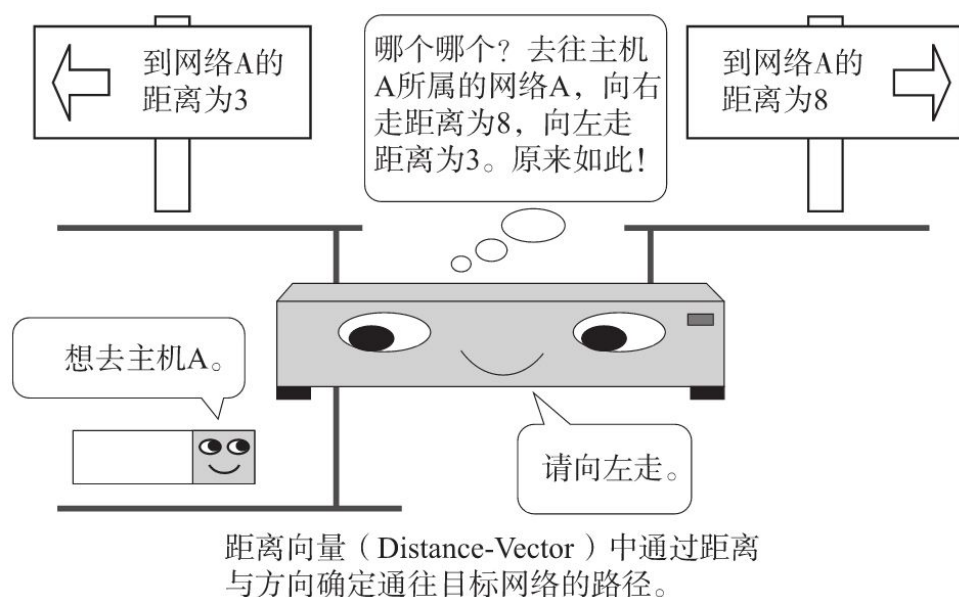 到网络A的
距离为3
哪个哪个？去往主机
A所属的网络A，向右
走距离为8，向左走
距离为3。原来如此！
到网络A的
距离为8
想去主机A。
请向左走。
距离向量（Distance-Vector）中通过距离
与方向确定通往目标网络的路径。